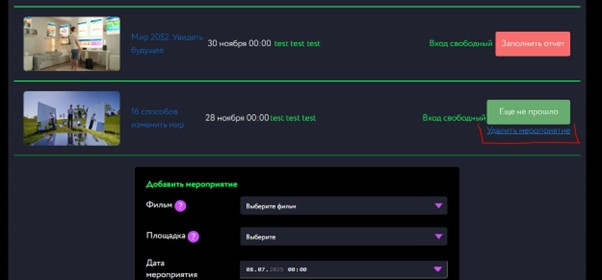 Мир 2052. Увидеть
будущее
30 ноября 00:00 test test test
Вход свободный
Заполнить отчет
16 способов
изменить мир
28 ноября 00:00 test test test
Вход свободный
Еще не прошло
Удалить мероприятие
Добавить мероприятие
Фильм ?
Выберите фильм
Площадка ?
Выберите
Дата
мероприятия
08.07.2025 00:00